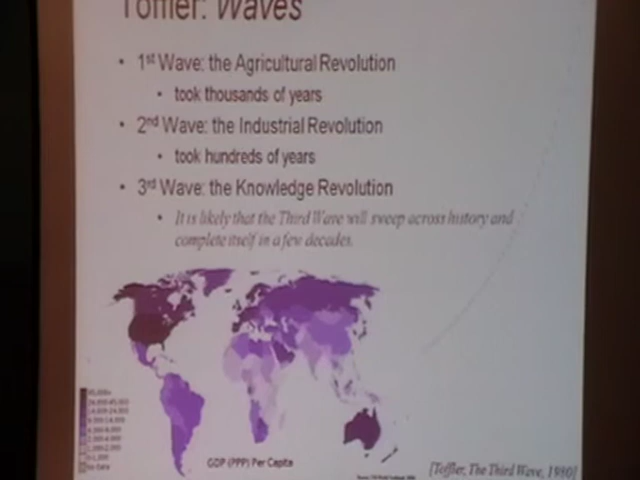 Toffler: Waves
• 1st Wave: the Agricultural Revolution
• took thousands of years
• 2nd Wave: the Industrial Revolution
• took hundreds of years
• 3rd Wave: the Knowledge Revolution
• It is likely that the Third Wave will sweep across history and
complete itself in a few decades.
GDP (PPP) Per Capita
[Toffler, The Third Wave, 1980]